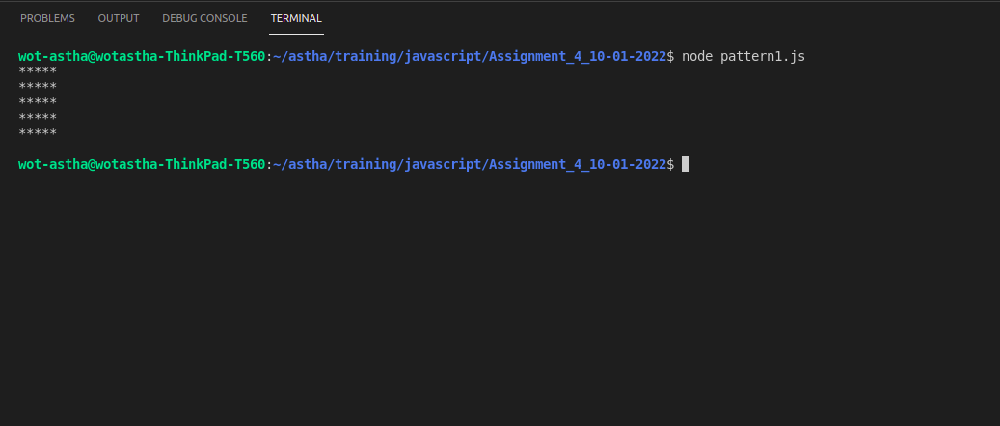 PROBLEMS OUTPUT DEBUG CONSOLE TERMINAL
wot-astha@wotastha-ThinkPad-T560:~/astha/training/javascript/Assignment_4_10-01-2022$ node pattern1.js
*****
*****
*****
*****
*****
wot-astha@wotastha-ThinkPad-T560:~/astha/training/javascript/Assignment_4_10-01-2022$